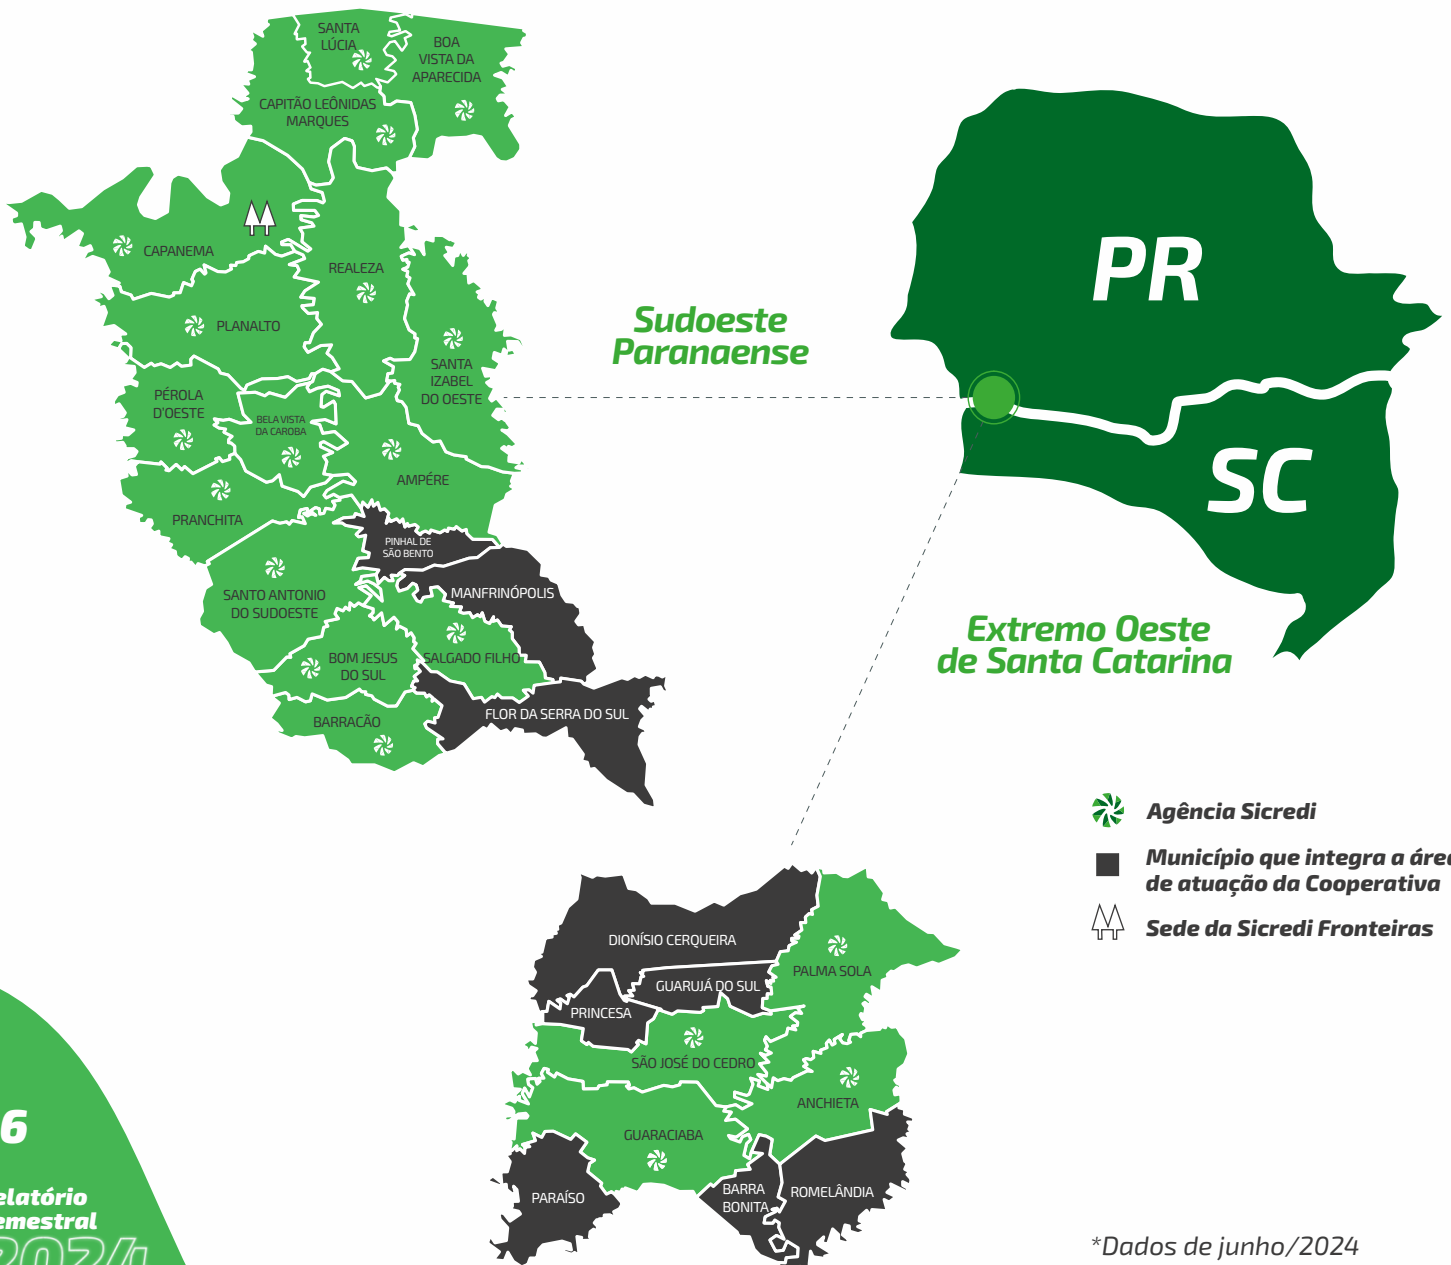 SANTA
LÚCIA
BOA
VISTA DA
APARECIDA
CAPITÃO LEÔNIDAS
MARQUES
CAPANEMA
REALEZA
PLANALTO
SANTA
IZABEL
DO OESTE
PÉROLA
D'OESTE
BELA VISTA
DA CAROBA
AMPÉRE
PRANCHITA
PINHAL DE
SÃO BENTO
SANTO ANTONIO
DO SUDOESTE
MANFRINÓPOLIS
BOM JESUS
DO SUL
SALGADO FILHO
FLOR DA SERRA DO SUL
BARRACÃO
Sudoeste
Paranaense
PR
SC
Extremo Oeste
de Santa Catarina
Agência Sicredi
Município que integra a áre
de atuação da Cooperativa
Sede da Sicredi Fronteiras
DIONÍSIO CERQUEIRA
PALMA SOLA
GUARUJÁ DO SUL
PRINCESA
SÃO JOSÉ DO CEDRO
ANCHIETA
GUARACIABA
PARAÍSO
BARRA
BONITA
ROMELÂNDIA
6
elatório
emestral
2024
*Dados de junho/2024